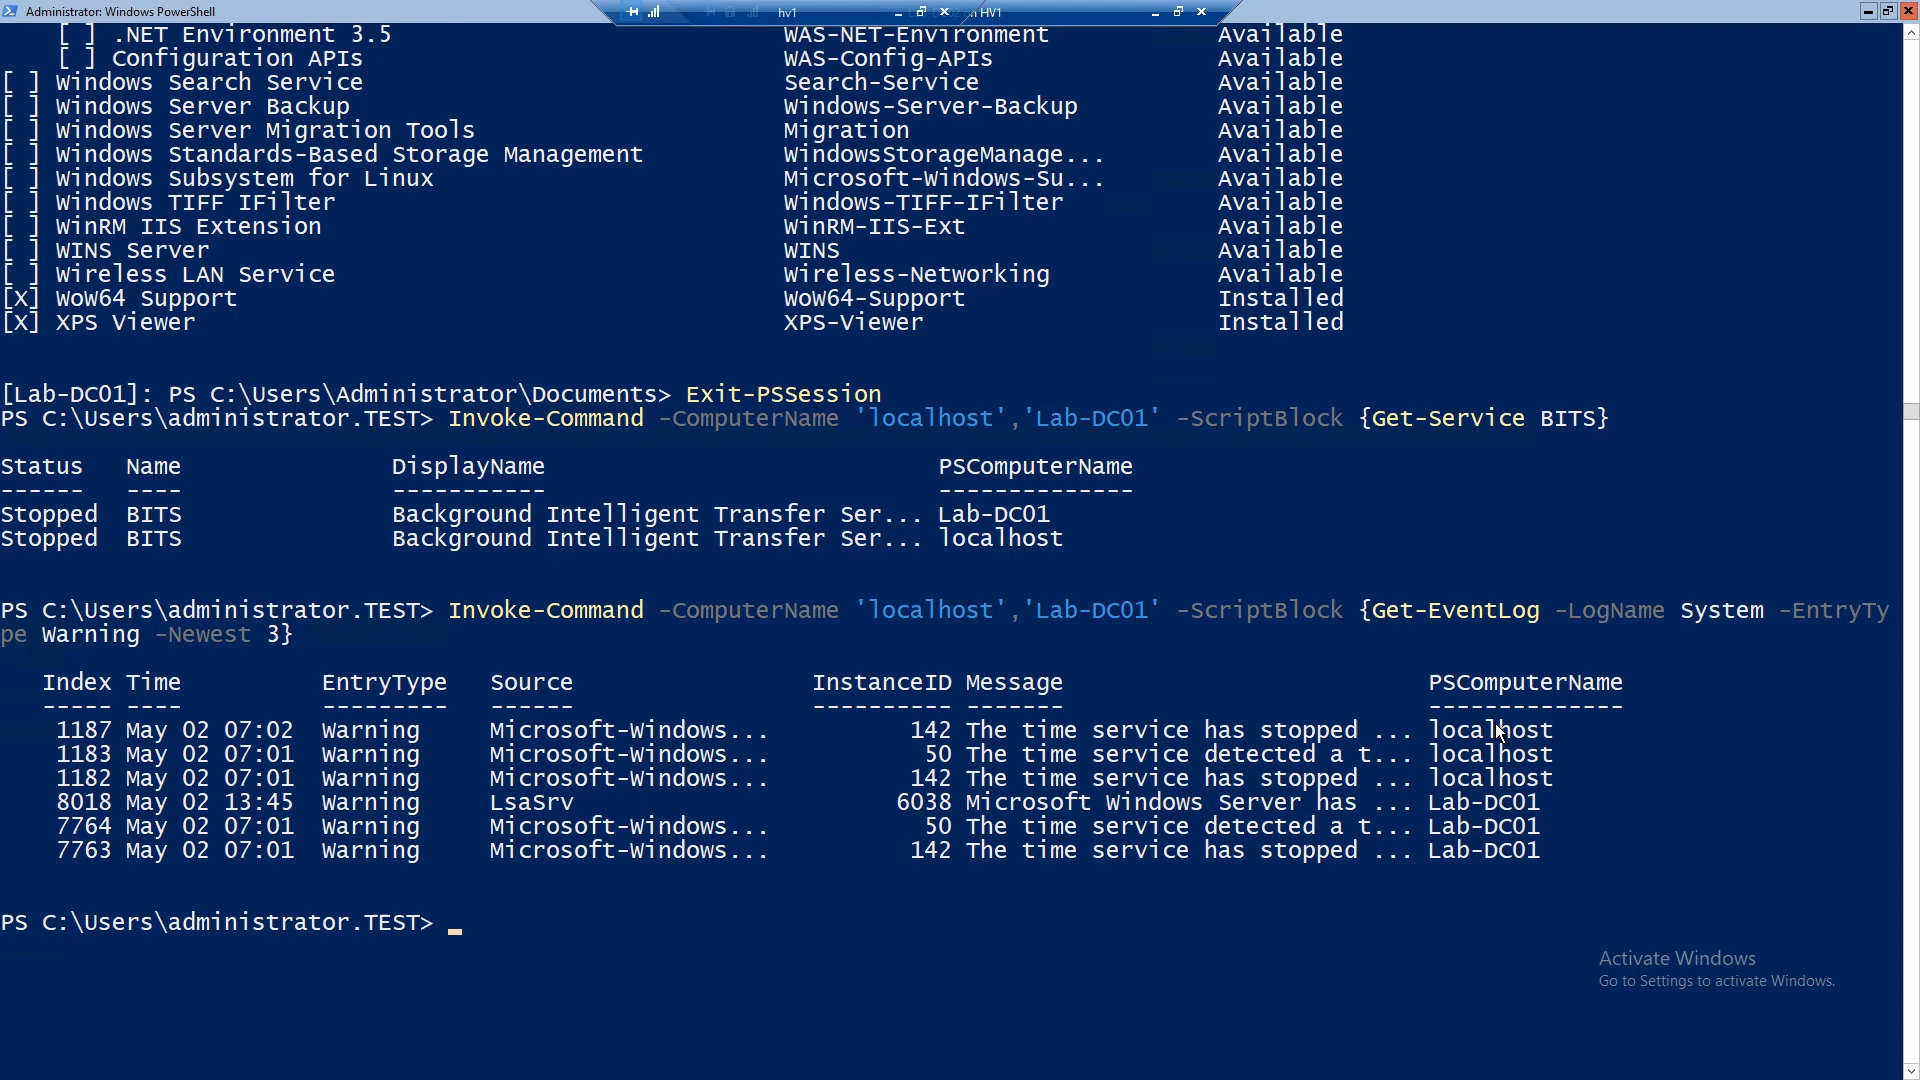 Administrator: Windows PowerShell
hv1
on HV1
[ ] .NET Environment 3.5 WAS-NET-Environment Available
[ ] Configuration APIs WAS-Config-APIs Available
[ ] Windows Search Service Search-Service Available
[ ] Windows Server Backup Windows-Server-Backup Available
[ ] Windows Server Migration Tools Migration Available
[ ] Windows Standards-Based Storage Management WindowsStorageManage... Available
[ ] Windows Subsystem for Linux Microsoft-Windows-Su... Available
[ ] Windows TIFF IFilter Windows-TIFF-IFilter Available
[ ] WinRM IIS Extension WinRM-IIS-Ext Available
[ ] WINS Server WINS Available
[ ] Wireless LAN Service Wireless-Networking Available
[X] WoW64 Support WoW64-Support Installed
[X] XPS Viewer XPS-Viewer Installed
[Lab-DC01]: PS C:\Users\Administrator\Documents> Exit-PSSession
PS C:\Users\administrator.TEST> Invoke-Command -ComputerName 'localhost','Lab-DC01' -ScriptBlock {Get-Service BITS}
Status Name DisplayName PSComputerName
------ ---- ----------- --------------
Stopped BITS Background Intelligent Transfer Ser... Lab-DC01
Stopped BITS Background Intelligent Transfer Ser... localhost
PS C:\Users\administrator.TEST> Invoke-Command -ComputerName 'localhost','Lab-DC01' -ScriptBlock {Get-EventLog -LogName System -EntryTy
pe Warning -Newest 3}
Index Time EntryType Source InstanceID Message PSComputerName
----- ---- --------- ------ ---------- ------- --------------
1187 May 02 07:02 Warning Microsoft-Windows... 142 The time service has stopped ... localhost
1183 May 02 07:01 Warning Microsoft-Windows... 50 The time service detected a t... localhost
1182 May 02 07:01 Warning Microsoft-Windows... 142 The time service has stopped ... localhost
8018 May 02 13:45 Warning LsaSrv 6038 Microsoft Windows Server has ... Lab-DC01
7764 May 02 07:01 Warning Microsoft-Windows... 50 The time service detected a t... Lab-DC01
7763 May 02 07:01 Warning Microsoft-Windows... 142 The time service has stopped ... Lab-DC01
PS C:\Users\administrator.TEST>
Activate Windows
Go to Settings to activate Windows.